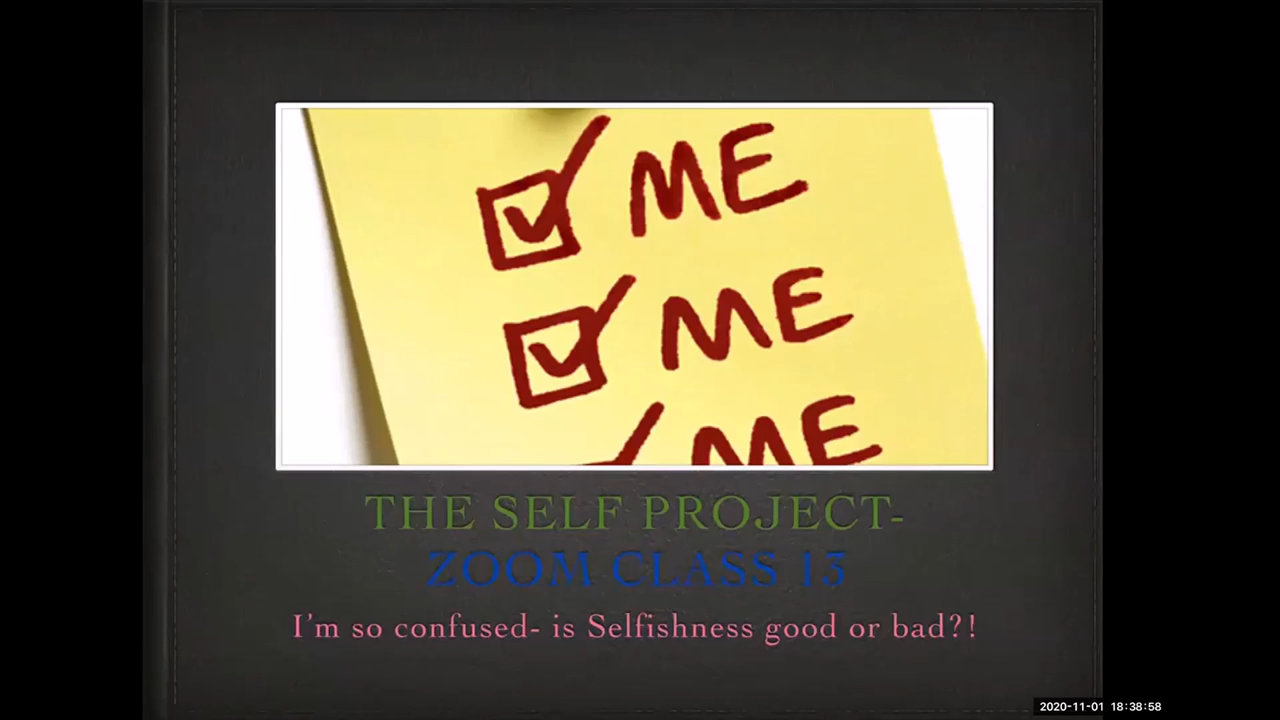 ME
ME
ME
THE SELF PROJECT-
ZOOM CLASS 13
I'm so confused- is Selfishness good or bad?!
2020-11-01 18:38:58